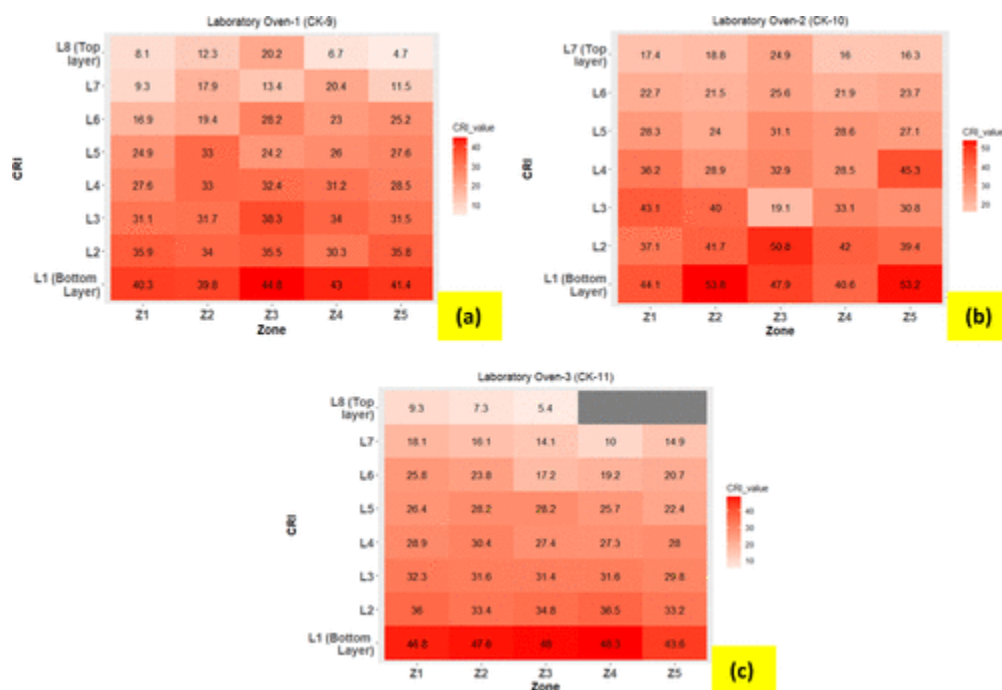 Laboratory Oven-1 (CK-9)
L8 (Top layer) 8.1 12.3 20.2 6.7 4.7
L7 9.3 17.9 13.4 20.4 11.5
L6 16.9 19.4 28.2 23 25.2
L5 24.9 33 24.2 26 27.6
L4 27.6 33 32.4 31.2 28.5
L3 31.1 31.7 38.3 34 31.5
L2 35.9 34 35.5 30.3 35.8
L1 (Bottom Layer) 40.3 39.8 44.8 43 41.4
Z1 Z2 Z3 Z4 Z5
Zone
CRI
CRI_value
40
30
20
10
(a)
Laboratory Oven-2 (CK-10)
L7 (Top layer) 17.4 18.8 24.9 16 16.3
L6 22.7 21.5 25.6 21.9 23.7
L5 28.3 24 31.1 28.6 27.1
L4 36.2 28.9 32.9 28.5 45.3
L3 43.1 40 19.1 33.1 30.8
L2 37.1 41.7 50.8 42 39.4
L1 (Bottom Layer) 44.1 47.9 40.6 53.2
Z1 Z2 Z3 Z4 Z5
Zone
CRI
CRI_value
50
40
30
20
(b)
Laboratory Oven-3 (CK-11)
L8 (Top layer) 9.3 7.3 5.4
L7 18.1 16.1 14.1 10 14.9
L6 25.8 23.8 17.2 19.2 20.7
L5 26.4 28.2 28.2 25.7 22.4
L4 28.9 30.4 27.4 27.3 28
L3 32.3 31.6 31.4 31.6 29.8
L2 36 33.4 34.8 36.5 33.2
L1 (Bottom Layer) 46.8 48 48.3 43.6
Z1 Z2 Z3 Z4 Z5
Zone
CRI
CRI_value
40
30
20
10
(c)